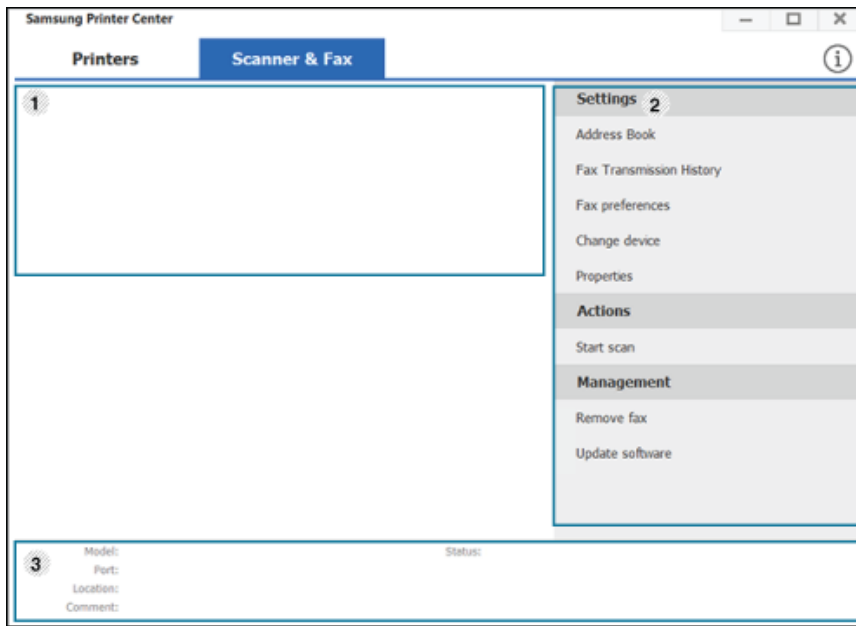 Samsung Printer Center
Printers Scanner & Fax
1
Settings 2
Address Book
Fax Transmission History
Fax preferences
Change device
Properties
Actions
Start scan
Management
Remove fax
Update software
3
Model: Status:
Port:
Location:
Comment: